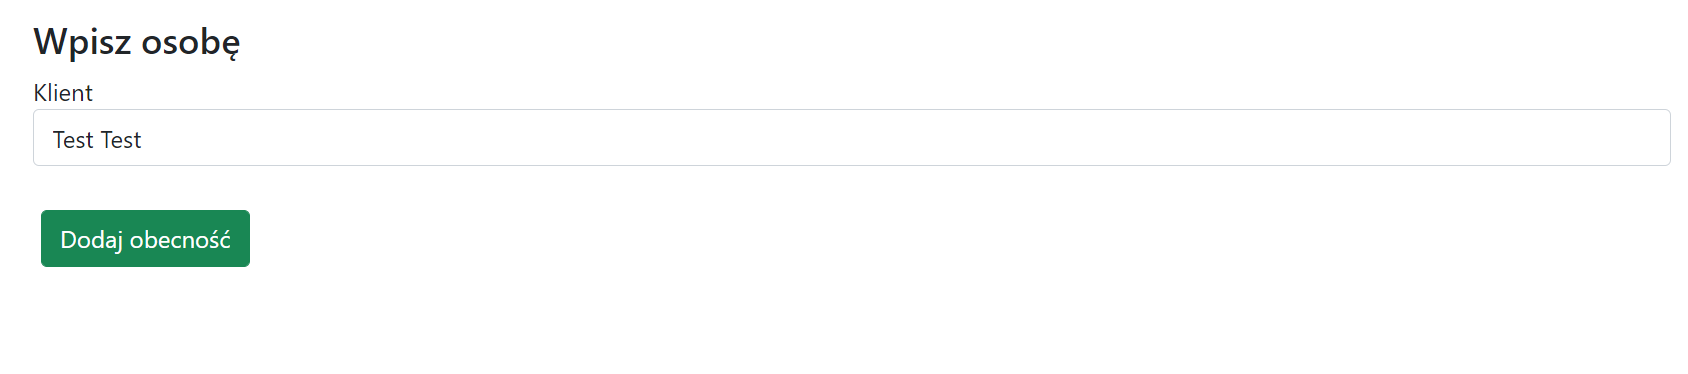 Wpisz osobę
Klient
Test Test
Dodaj obecność